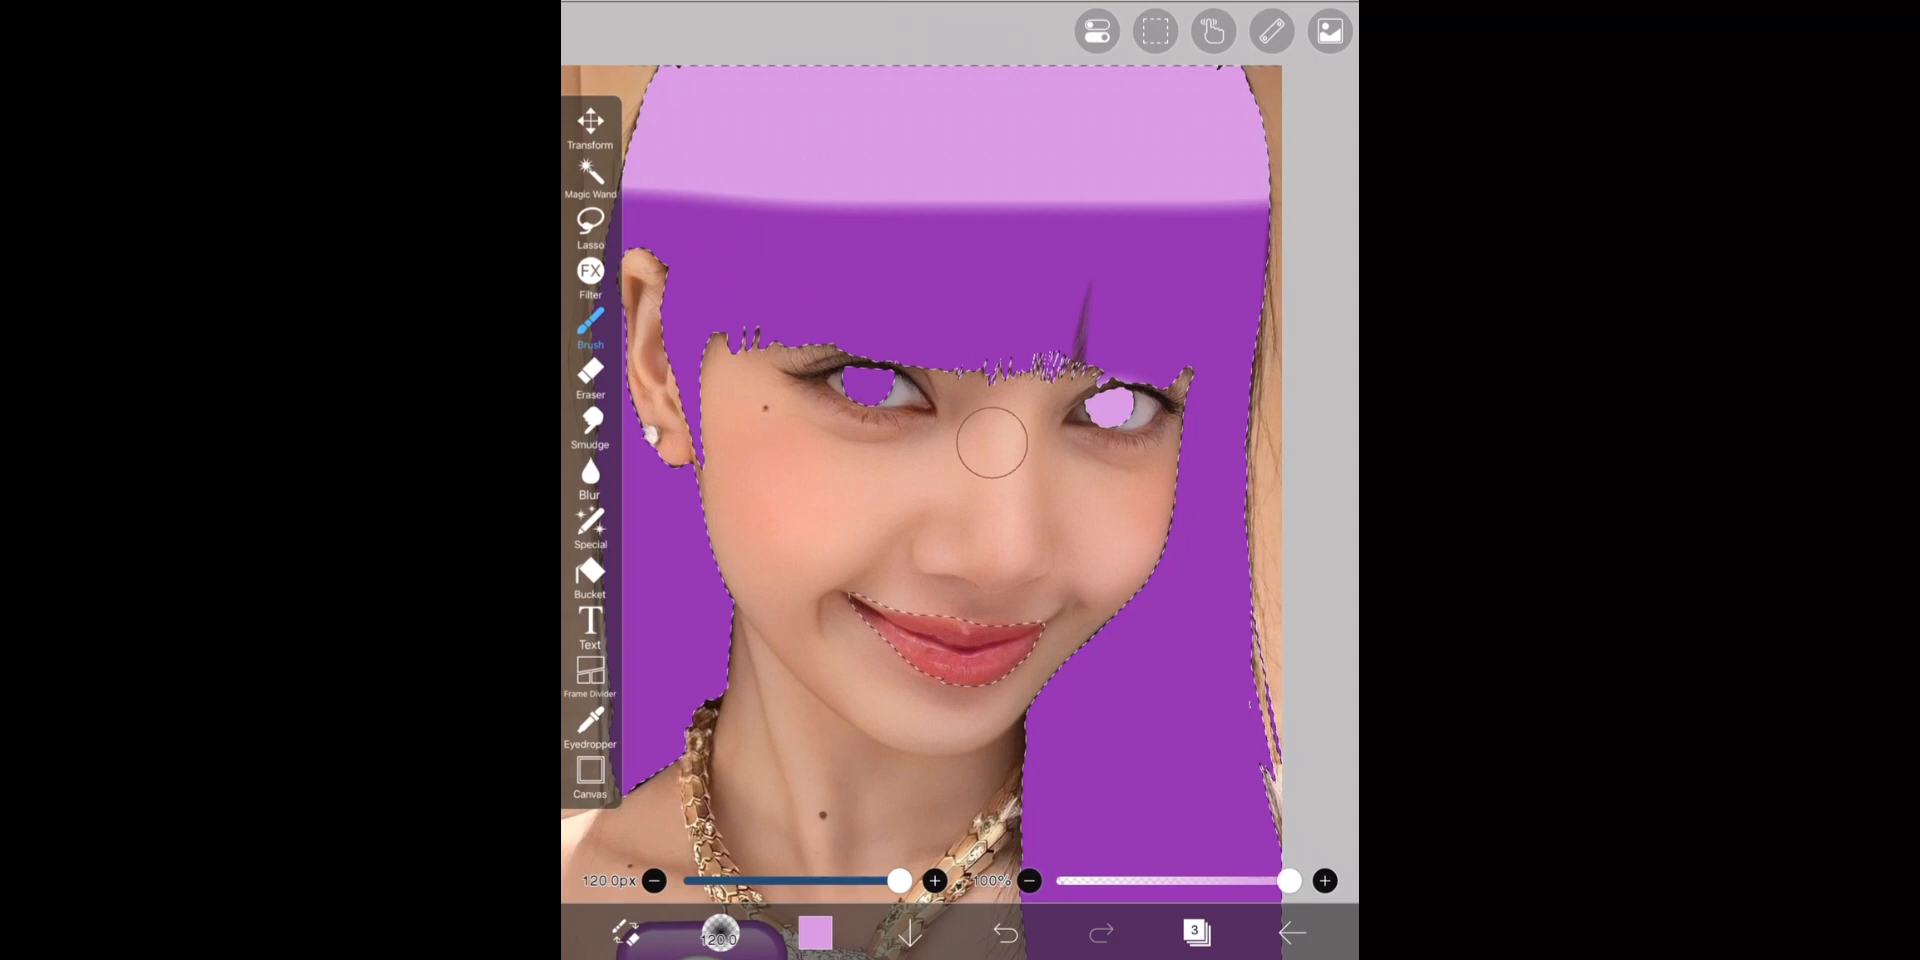 Transform
Magic Wand
Lasso
FX
Filter
Brush
Eraser
Smudge
Blur
Special
Bucket
T
Text
Frame Divider
Eyedropper
Canvas
120.0px
100%
120.0
3